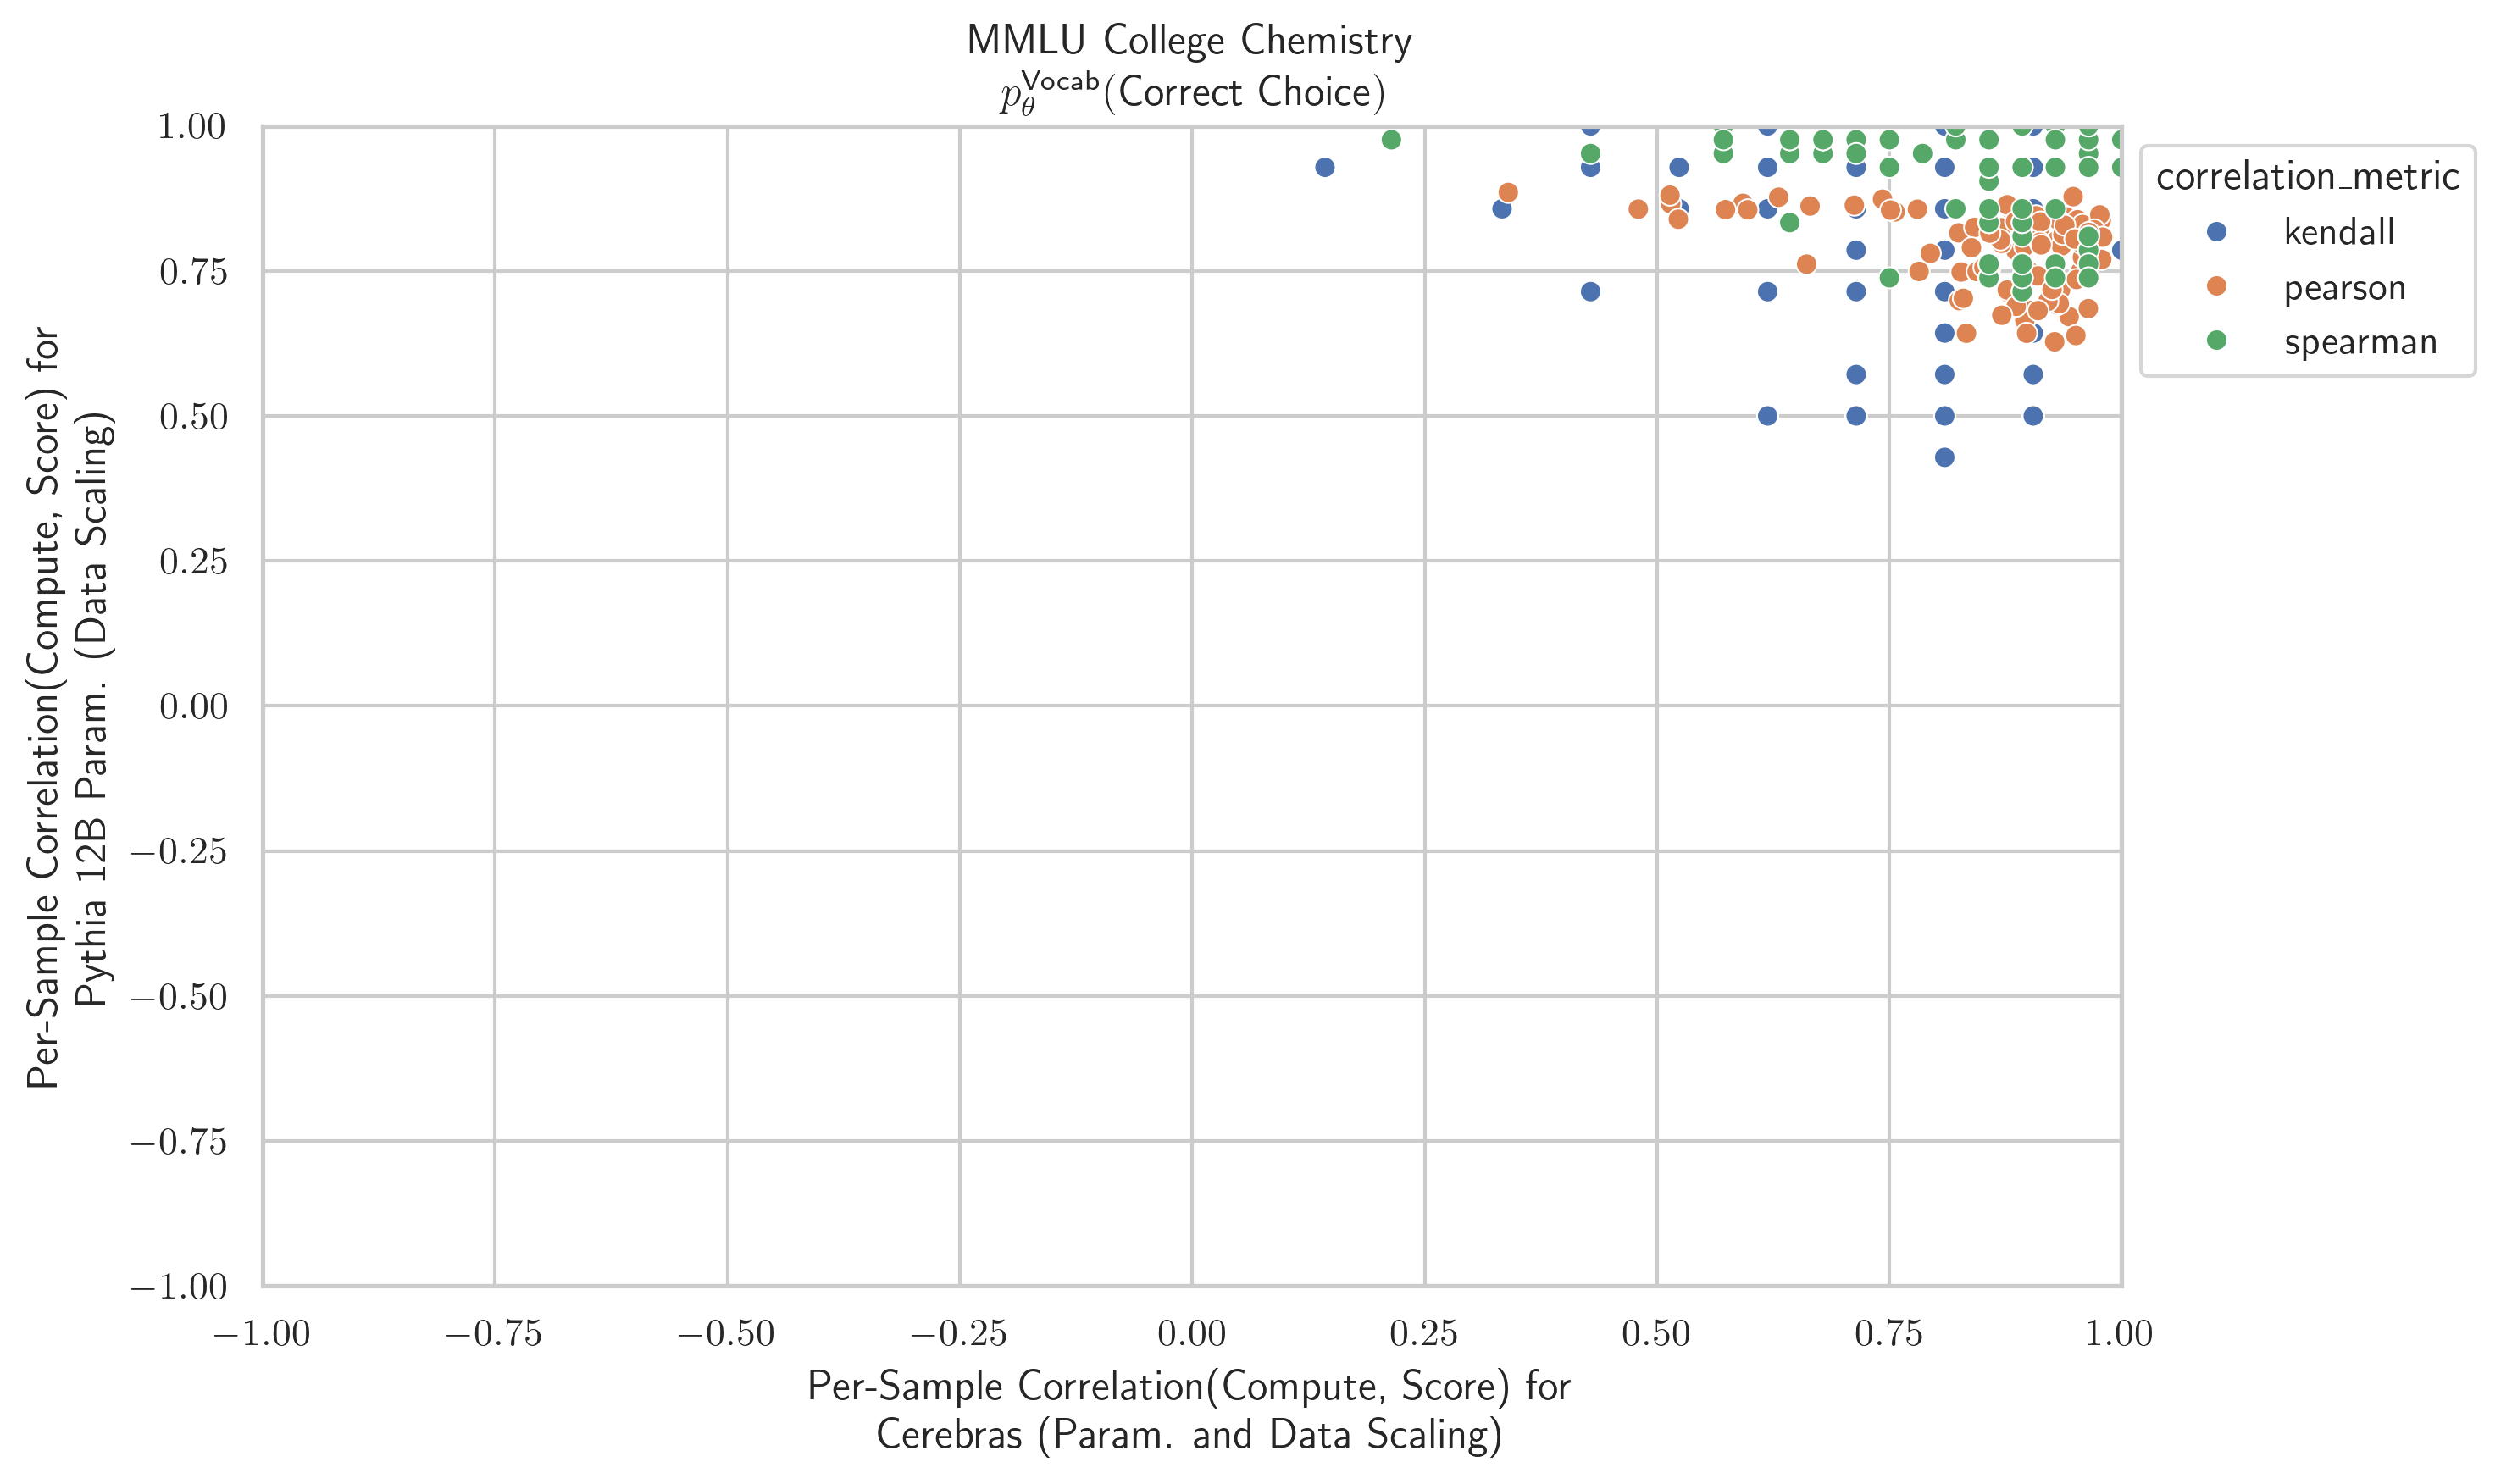 MMLU College Chemistry
p_θ^Vocab(Correct Choice)
1.00
0.75
0.50
0.25
0.00
−0.25
−0.50
−0.75
−1.00
Per-Sample Correlation(Compute, Score) for
Pythia 12B Param. (Data Scaling)
correlation_metric
kendall
pearson
spearman
−1.00 −0.75 −0.50 −0.25 0.00 0.25 0.50 0.75 1.00
Per-Sample Correlation(Compute, Score) for
Cerebras (Param. and Data Scaling)